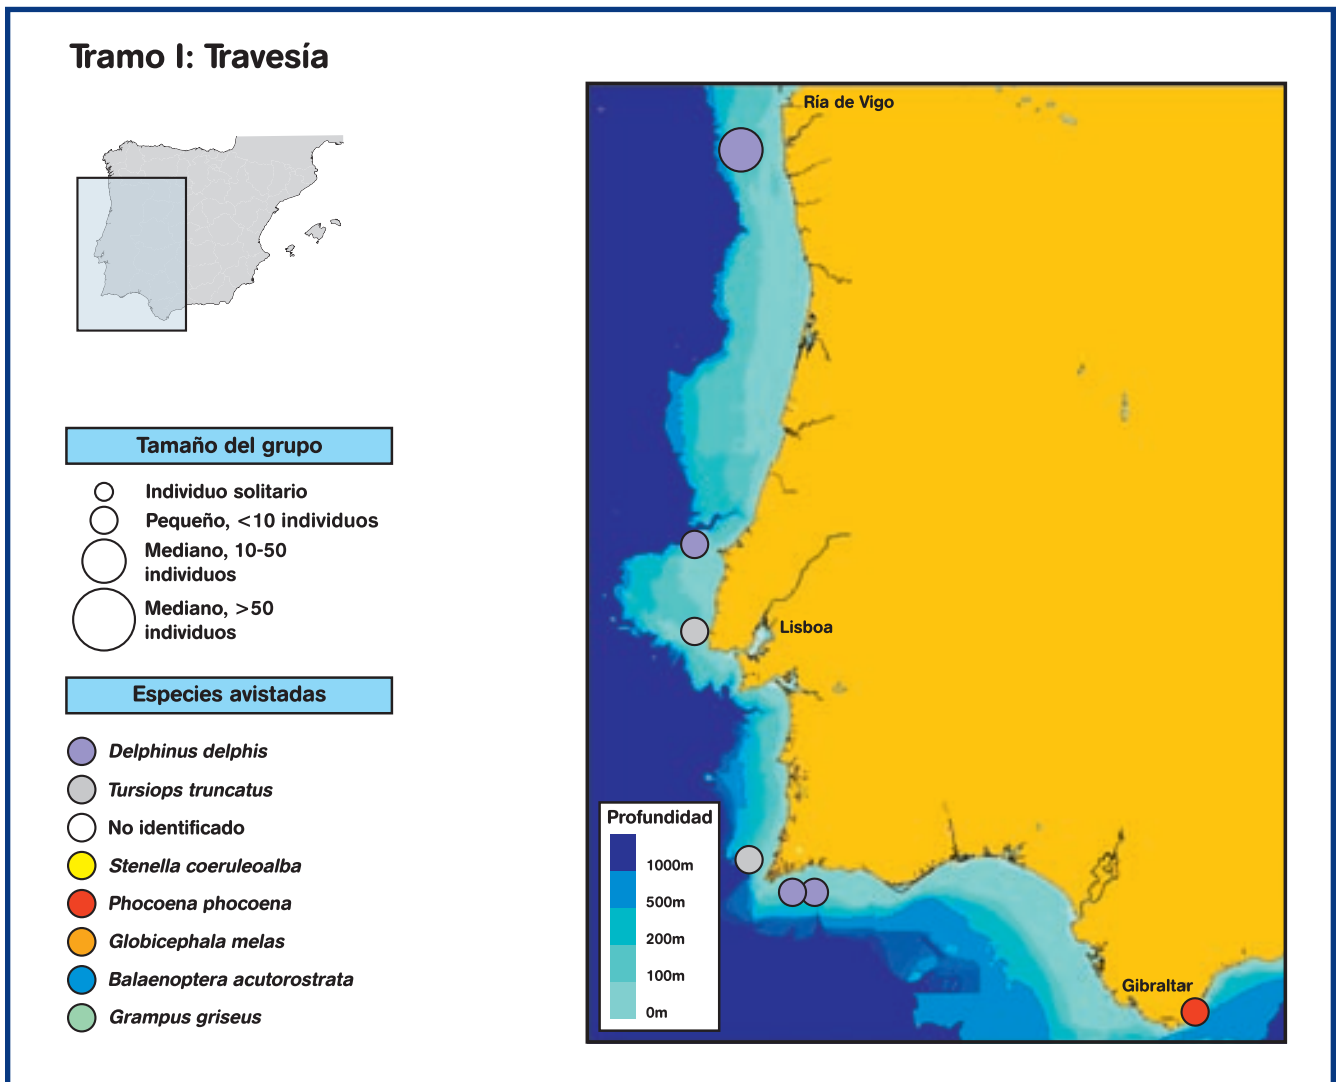 Tramo I: Travesía
Ría de Vigo
Tamaño del grupo
Individuo solitario
Pequeño, <10 individuos
Mediano, 10-50
individuos
Mediano, >50
individuos
Lisboa
Especies avistadas
Delphinus delphis
Tursiops truncatus
No identificado
Stenella coeruleoalba
Phocoena phocoena
Globicephala melas
Balaenoptera acutorostrata
Grampus griseus
Profundidad
1000m
500m
200m
100m
0m
Gibraltar